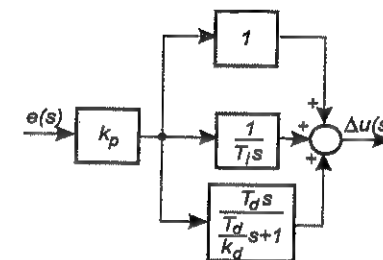 1
+
e(s)
k_p
1
T_i s
+
+
Δu(s
T_d s
T_d
k_d
s+1